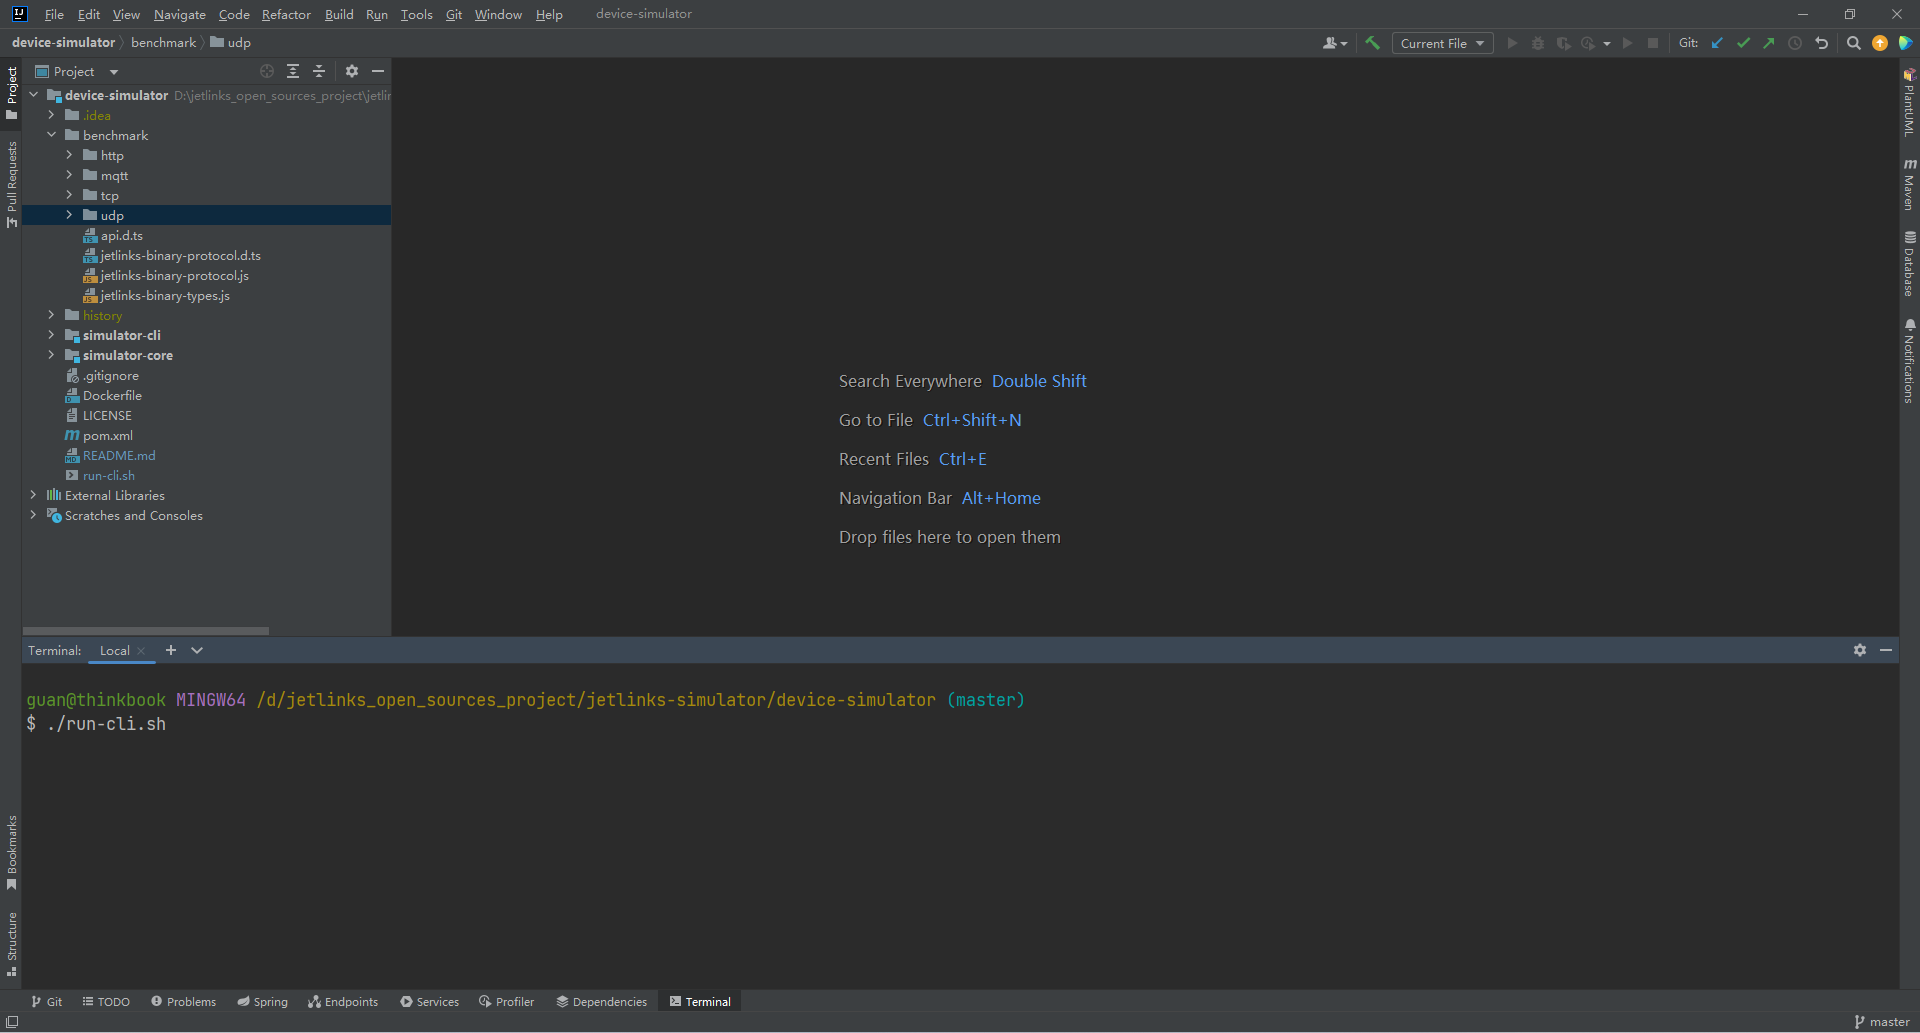 File Edit View Navigate Code Refactor Build Run Tools Git Window Help device-simulator
device-simulator benchmark udp
Current File
Git:
Project
device-simulator D:\jetlinks_open_sources_project\jetlin
.idea
benchmark
http
mqtt
tcp
udp
api.d.ts
jetlinks-binary-protocol.d.ts
jetlinks-binary-protocol.js
jetlinks-binary-types.js
history
simulator-cli
simulator-core
.gitignore
Dockerfile
LICENSE
pom.xml
README.md
run-cli.sh
External Libraries
Scratches and Consoles
Project
Pull Requests
Bookmarks
Structure
Search Everywhere Double Shift
Go to File Ctrl+Shift+N
Recent Files Ctrl+E
Navigation Bar Alt+Home
Drop files here to open them
PlantUML
Maven
Database
Notifications
Terminal: Local
guan@thinkbook MINGW64 /d/jetlinks_open_sources_project/jetlinks-simulator/device-simulator (master)
$ ./run-cli.sh
Git TODO Problems Spring Endpoints Services Profiler Dependencies Terminal
master